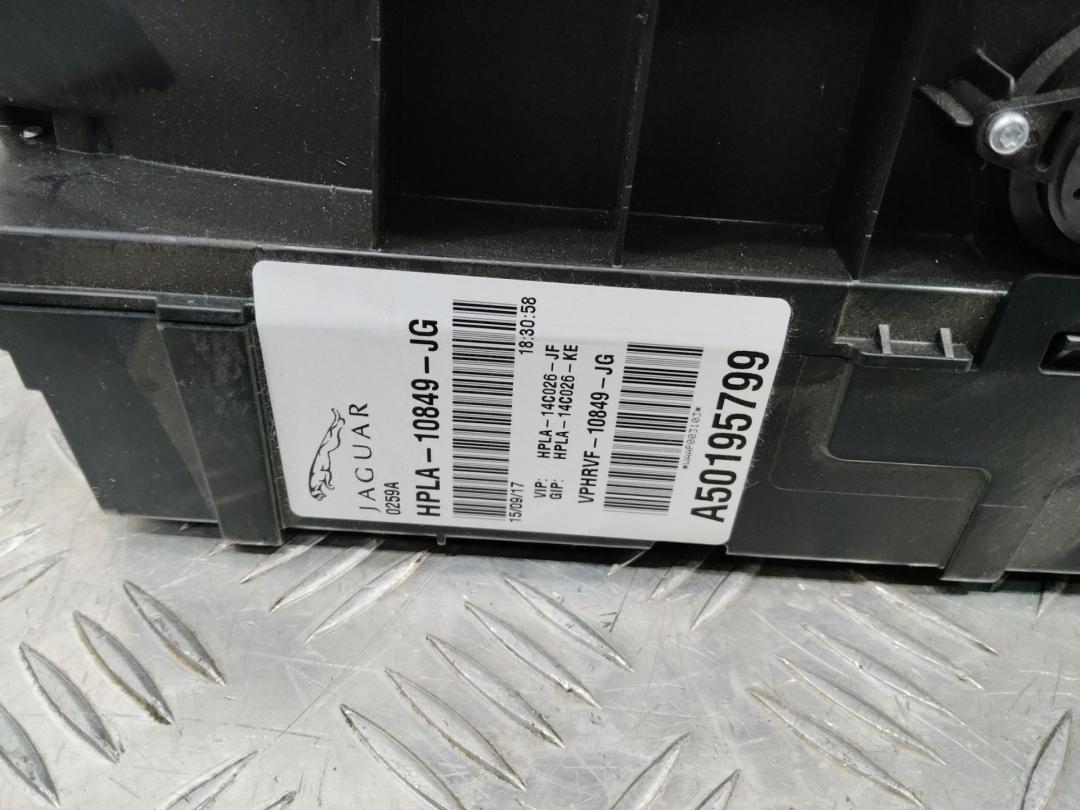 JAGUAR
0259A
HPLA-10849-JG
15/09/17 18:30:58
VIP: HPLA-14C026-JF
GIP: HPLA-14C026-KE
VPHRVF-10849-JG
A50195799